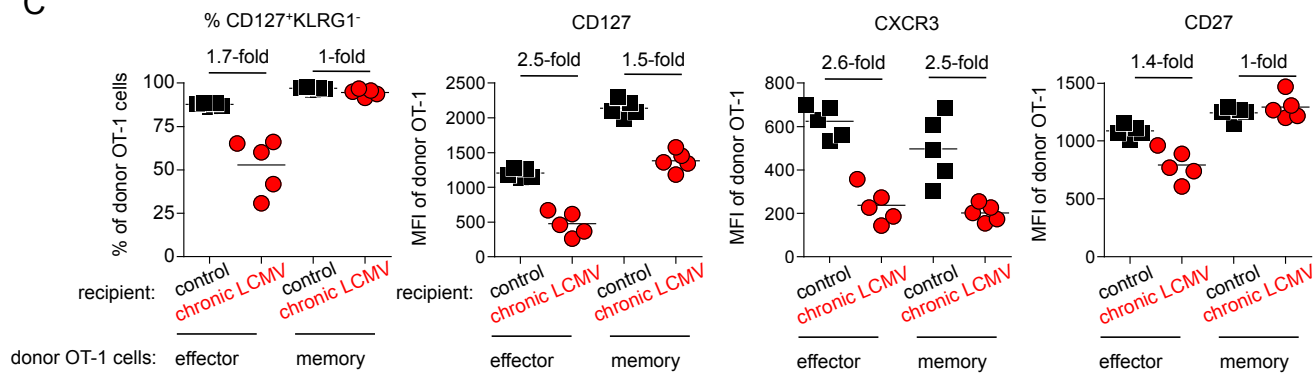 C
% CD127⁺KLRG1⁻
1.7-fold
1-fold
% of donor OT-1 cells
100
75
50
25
0
control
chronic LCMV
control
chronic LCMV
recipient:
effector
memory
donor OT-1 cells:
CD127
2.5-fold
1.5-fold
MFI of donor OT-1
2500
2000
1500
1000
500
0
control
chronic LCMV
control
chronic LCMV
recipient:
effector
memory
CXCR3
2.6-fold
2.5-fold
MFI of donor OT-1
800
600
400
200
0
control
chronic LCMV
control
chronic LCMV
effector
memory
CD27
1.4-fold
1-fold
MFI of donor OT-1
1500
1000
500
0
control
chronic LCMV
control
chronic LCMV
effector
memory